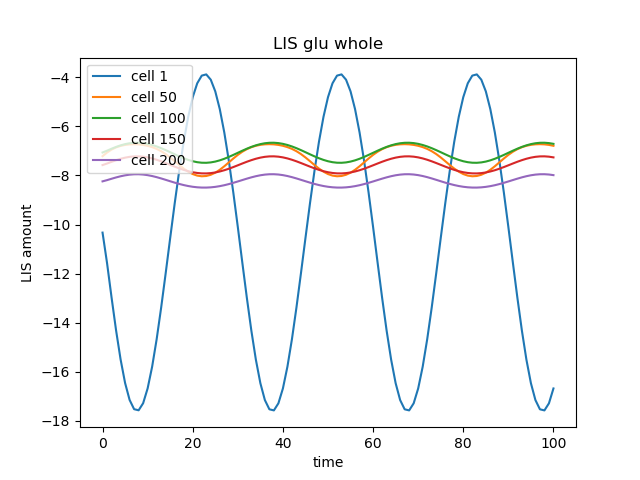 LIS glu whole
cell 1
cell 50
cell 100
cell 150
cell 200
−4
−6
−8
−10
−12
−14
−16
−18
LIS amount
0 20 40 60 80 100
time